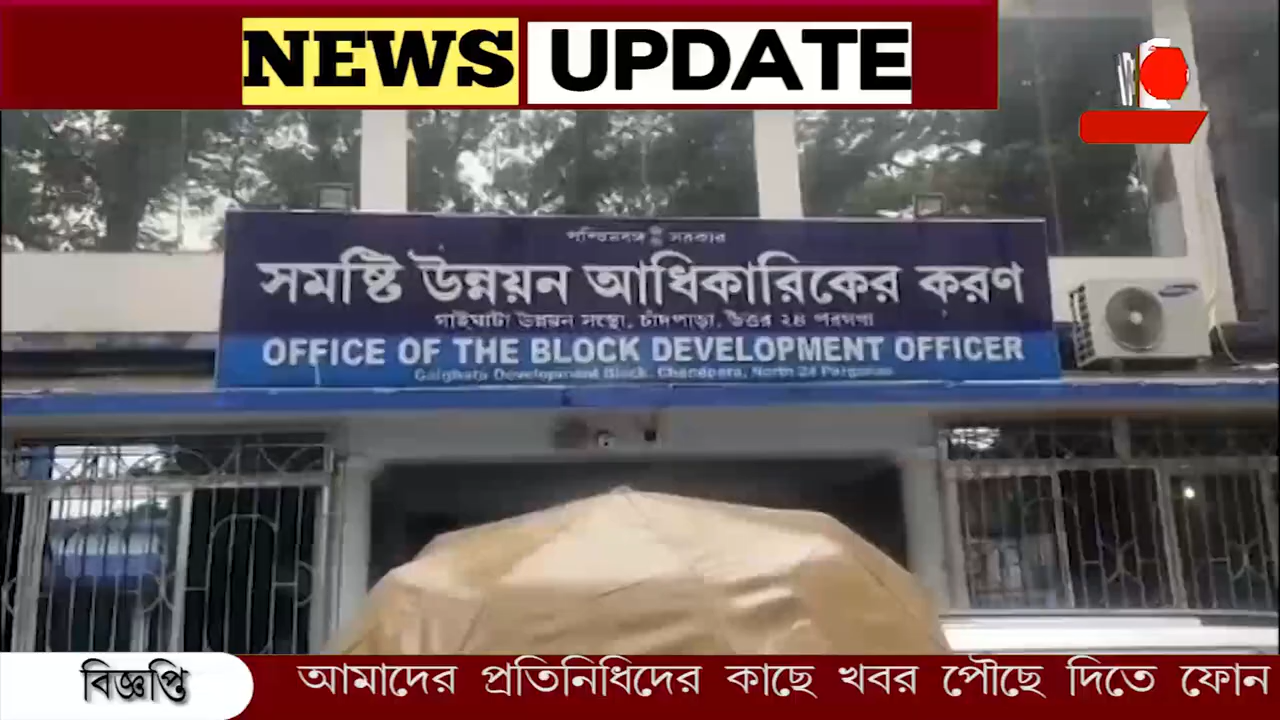 NEWS UPDATE
পশ্চিমবঙ্গ সরকার
সমষ্টি উন্নয়ন আধিকারিকের করণ
গাইঘাটা উন্নয়ন সংস্থা, চাঁদপাড়া, উত্তর ২৪ পরগণা
OFFICE OF THE BLOCK DEVELOPMENT OFFICER
Gaighata Development Block, Chandpara, North 24 Parganas
SAMSUNG
বিজ্ঞপ্তি
আমাদের প্রতিনিধিদের কাছে খবর পৌছে দিতে ফোন